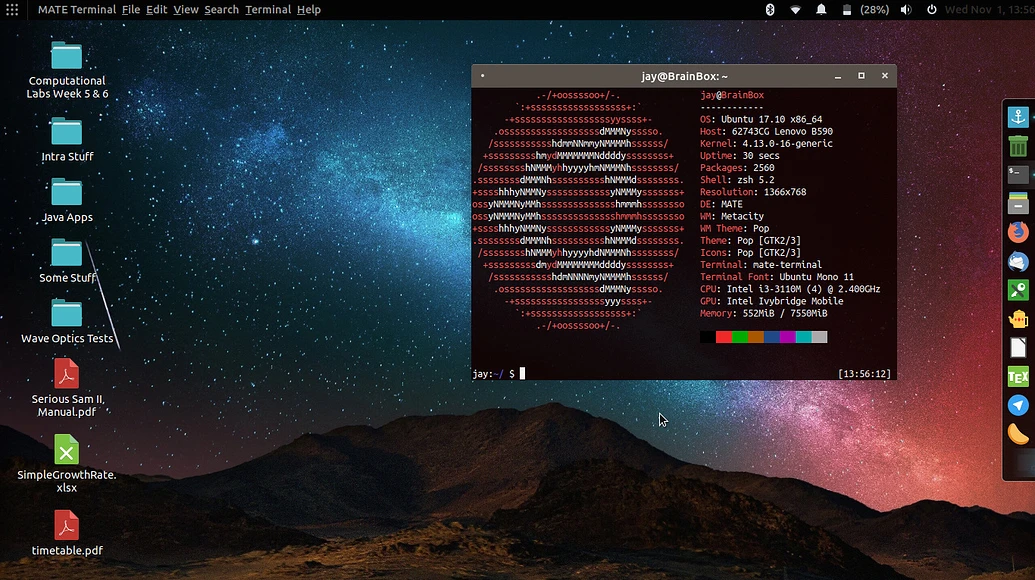 MATE Terminal File Edit View Search Terminal Help
(28%) Wed Nov 1, 13:56
Computational
Labs Week 5 & 6
Intra Stuff
Java Apps
Some Stuff
Wave Optics Tests
Serious Sam II,
Manual.pdf
SimpleGrowthRate.
xlsx
timetable.pdf
jay@BrainBox: ~
jay@BrainBox
------------
OS: Ubuntu 17.10 x86_64
Host: 62743CG Lenovo B590
Kernel: 4.13.0-16-generic
Uptime: 30 secs
Packages: 2560
Shell: zsh 5.2
Resolution: 1366x768
DE: MATE
WM: Metacity
WM Theme: Pop
Theme: Pop [GTK2/3]
Icons: Pop [GTK2/3]
Terminal: mate-terminal
Terminal Font: Ubuntu Mono 11
CPU: Intel i3-3110M (4) @ 2.400GHz
GPU: Intel Ivybridge Mobile
Memory: 552MiB / 7550MiB
jay:~/ $ [13:56:12]
TEX